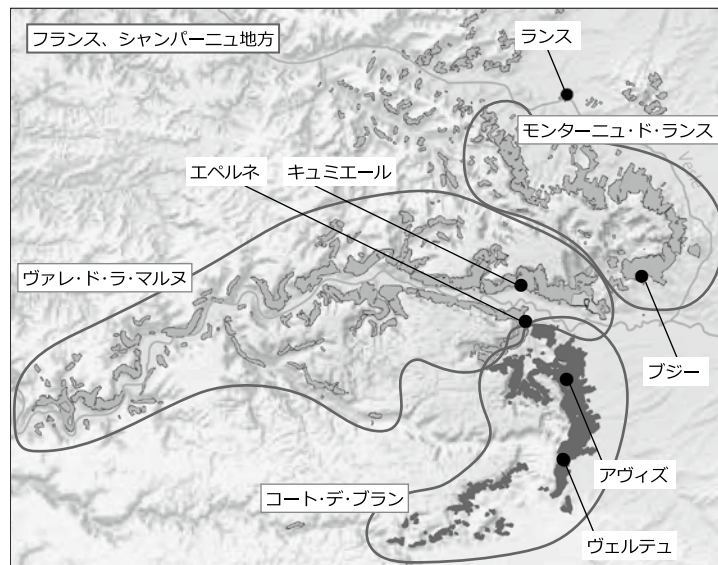 フランス、シャンパーニュ地方
ランス
モンターニュ・ド・ランス
エペルネ
キュミエール
ヴァレ・ド・ラ・マルヌ
ブジー
アヴィズ
コート・デ・ブラン
ヴェルテュ